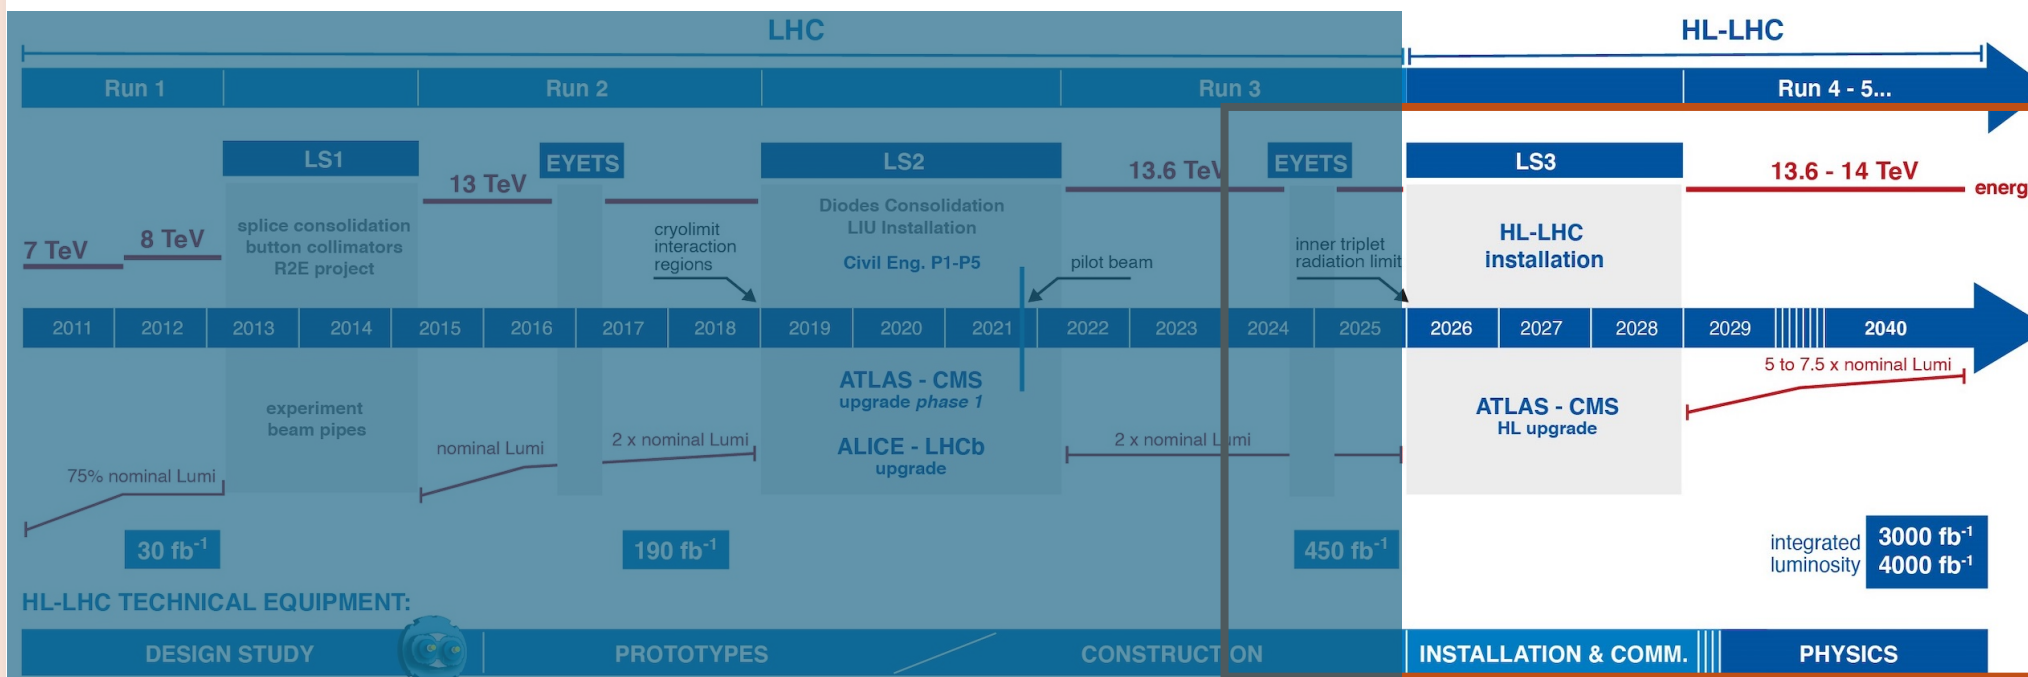 LHC
HL-LHC
Run 1
Run 2
Run 3
Run 4 - 5...
LS1
EYETS
LS2
EYETS
LS3
13 TeV
13.6 TeV
13.6 - 14 TeV
energ
7 TeV
8 TeV
splice consolidation
button collimators
R2E project
cryolimit
interaction
regions
Diodes Consolidation
LIU Installation
Civil Eng. P1-P5
pilot beam
inner triplet
radiation limit
HL-LHC
installation
2011
2012
2013
2014
2015
2016
2017
2018
2019
2020
2021
2022
2023
2024
2025
2026
2027
2028
2029
2040
5 to 7.5 x nominal Lumi
experiment
beam pipes
ATLAS - CMS
upgrade phase 1
ALICE - LHCb
upgrade
ATLAS - CMS
HL upgrade
75% nominal Lumi
nominal Lumi
2 x nominal Lumi
2 x nominal Lumi
30 fb-1
190 fb-1
450 fb-1
integrated
luminosity
3000 fb-1
4000 fb-1
HL-LHC TECHNICAL EQUIPMENT:
DESIGN STUDY
PROTOTYPES
CONSTRUCTION
INSTALLATION & COMM.
PHYSICS